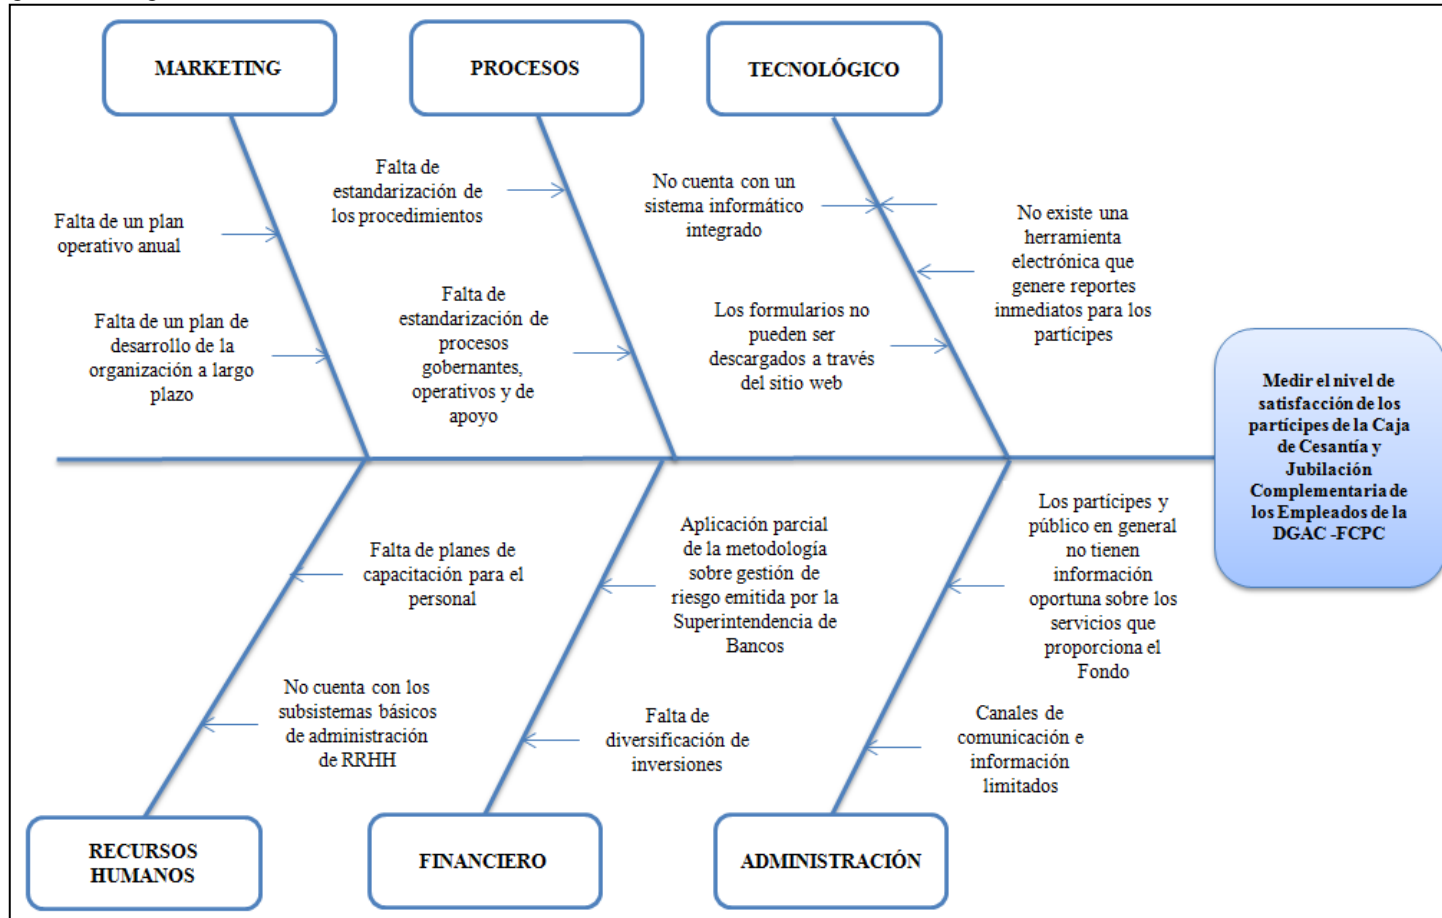 MARKETING
PROCESOS
TECNOLÓGICO
Falta de un plan
operativo anual
Falta de un plan de
desarrollo de la
organización a largo
plazo
Falta de
estandarización de
los procedimientos
Falta de
estandarización de
procesos
gobernantes,
operativos y de
apoyo
No cuenta con un
sistema informático
integrado
Los formularios no
pueden ser
descargados a través
del sitio web
No existe una
herramienta
electrónica que
genere reportes
inmediatos para los
partícipes
Medir el nivel de
satisfacción de los
partícipes de la Caja
de Cesantía y
Jubilación
Complementaria de
los Empleados de la
DGAC -FCPC
Falta de planes de
capacitación para el
personal
No cuenta con los
subsistemas básicos
de administración
de RRHH
Aplicación parcial
de la metodología
sobre gestión de
riesgo emitida por la
Superintendencia de
Bancos
Falta de
diversificación de
inversiones
Los partícipes y
público en general
no tienen
información
oportuna sobre los
servicios que
proporciona el
Fondo
Canales de
comunicación e
información
limitados
RECURSOS
HUMANOS
FINANCIERO
ADMINISTRACIÓN